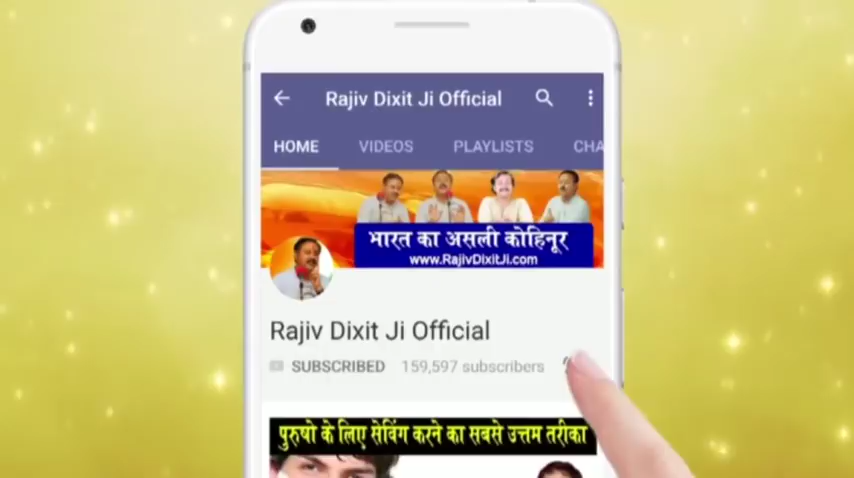 Rajiv Dixit Ji Official
HOME VIDEOS PLAYLISTS CHA
भारत का असली कोहिनूर
www.RajivDixitJi.com
Rajiv Dixit Ji Official
SUBSCRIBED 159,597 subscribers
पुरुषो के लिए सेविंग करने का सबसे उत्तम तरीका